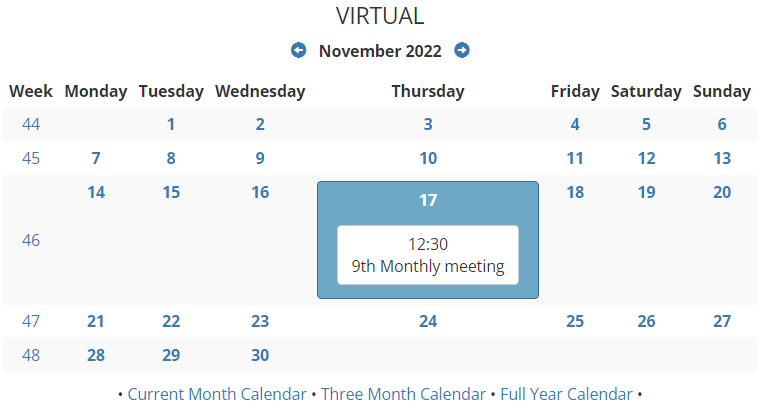 VIRTUAL
November 2022
Week Monday Tuesday Wednesday Thursday Friday Saturday Sunday
44 1 2 3 4 5 6
45 7 8 9 10 11 12 13
14 15 16 17 18 19 20
46
12:30
9th Monthly meeting
47 21 22 23 24 25 26 27
48 28 29 30
• Current Month Calendar • Three Month Calendar • Full Year Calendar •